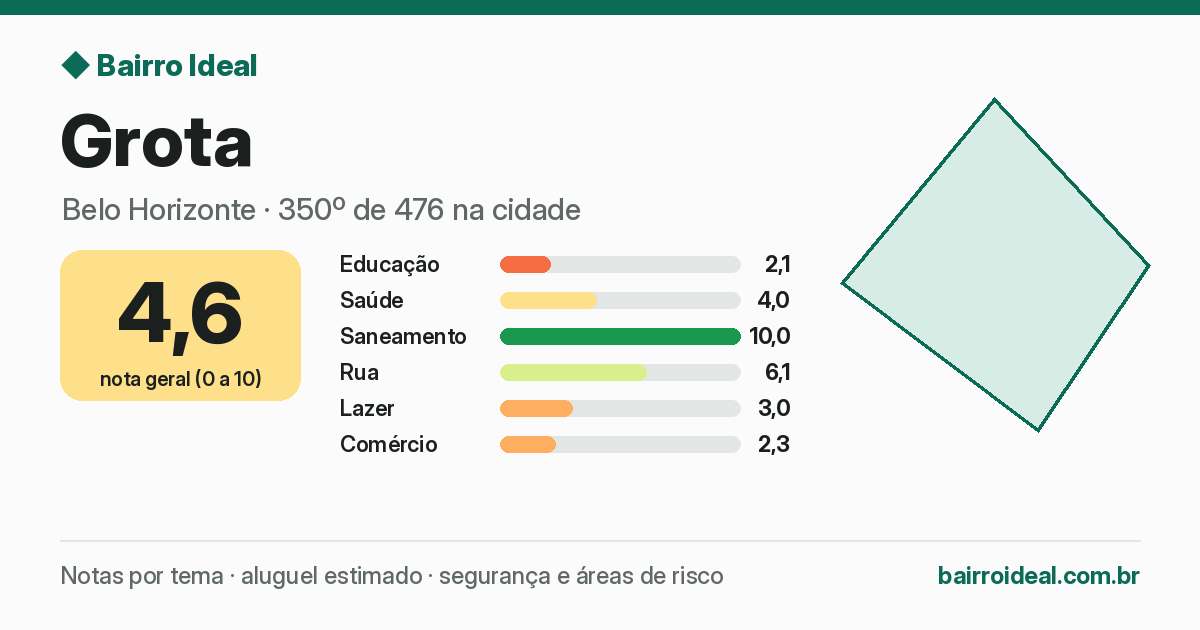 Bairro Ideal
Grota
Belo Horizonte · 350º de 476 na cidade
4,6
nota geral (0 a 10)
Educação 2,1
Saúde 4,0
Saneamento 10,0
Rua 6,1
Lazer 3,0
Comércio 2,3
Notas por tema · aluguel estimado · segurança e áreas de risco
bairroideal.com.br